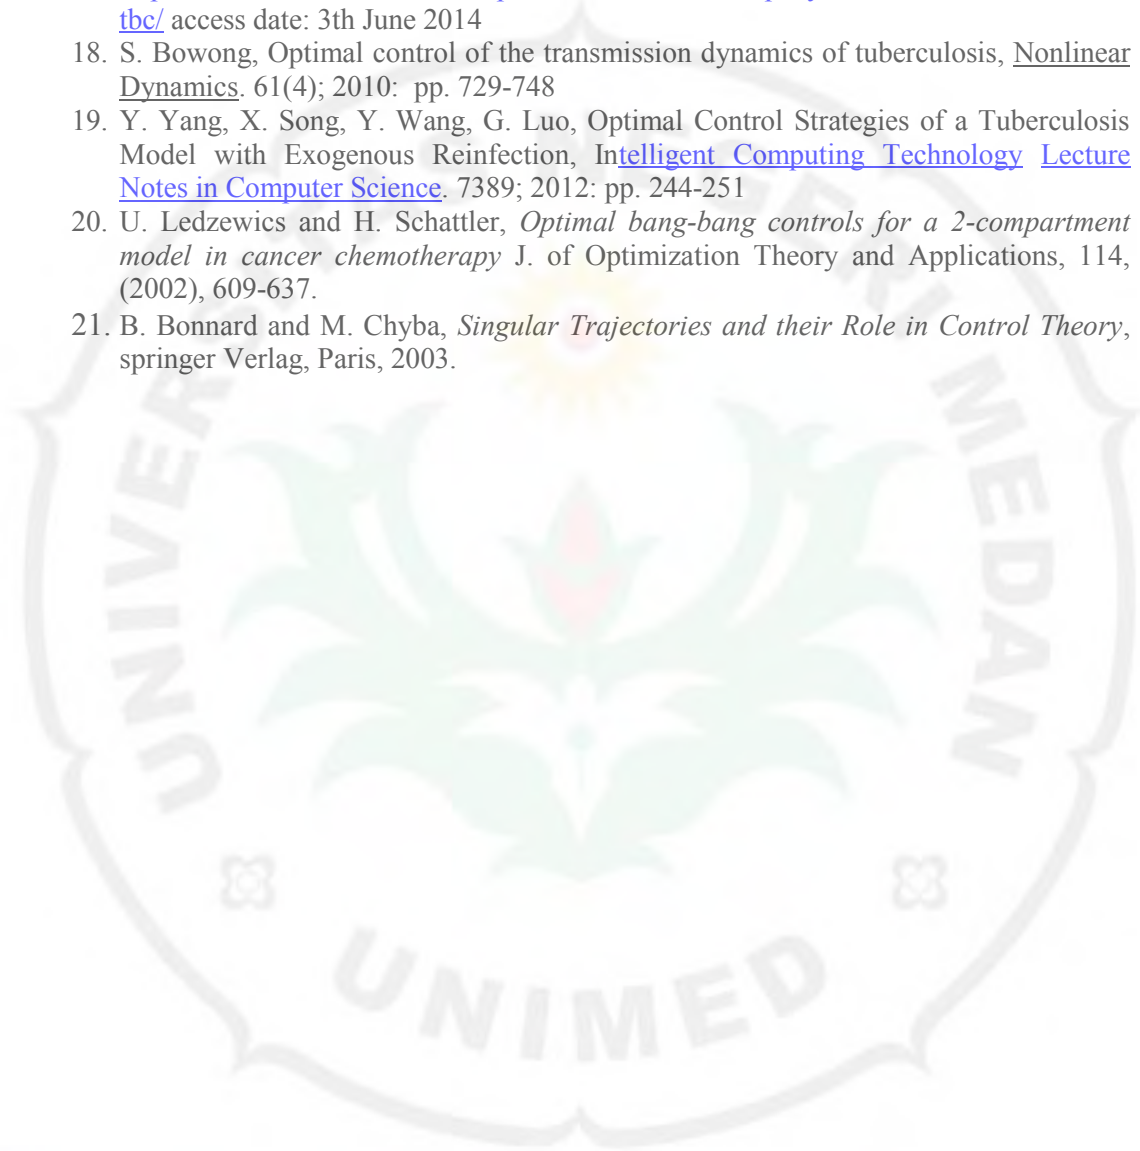 tbc/ access date: 3th June 2014
18. S. Bowong, Optimal control of the transmission dynamics of tuberculosis, Nonlinear
Dynamics. 61(4); 2010: pp. 729-748
19. Y. Yang, X. Song, Y. Wang, G. Luo, Optimal Control Strategies of a Tuberculosis
Model with Exogenous Reinfection, Intelligent Computing Technology Lecture
Notes in Computer Science. 7389; 2012: pp. 244-251
20. U. Ledzewics and H. Schattler, Optimal bang-bang controls for a 2-compartment
model in cancer chemotherapy J. of Optimization Theory and Applications, 114,
(2002), 609-637.
21. B. Bonnard and M. Chyba, Singular Trajectories and their Role in Control Theory,
springer Verlag, Paris, 2003.
UNIVERSITAS NEGERI MEDAN
UNIMED